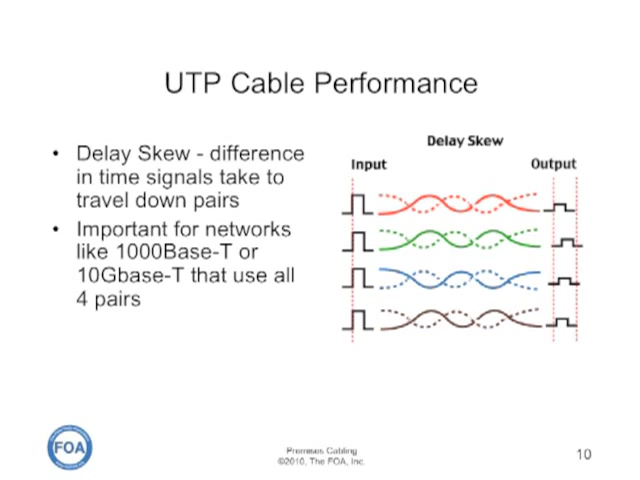 UTP Cable Performance
• Delay Skew - difference
in time signals take to
travel down pairs
• Important for networks
like 1000Base-T or
10Gbase-T that use all
4 pairs
Delay Skew
Input Output
FOA
Premises Cabling
©2010, The FOA, Inc.
10